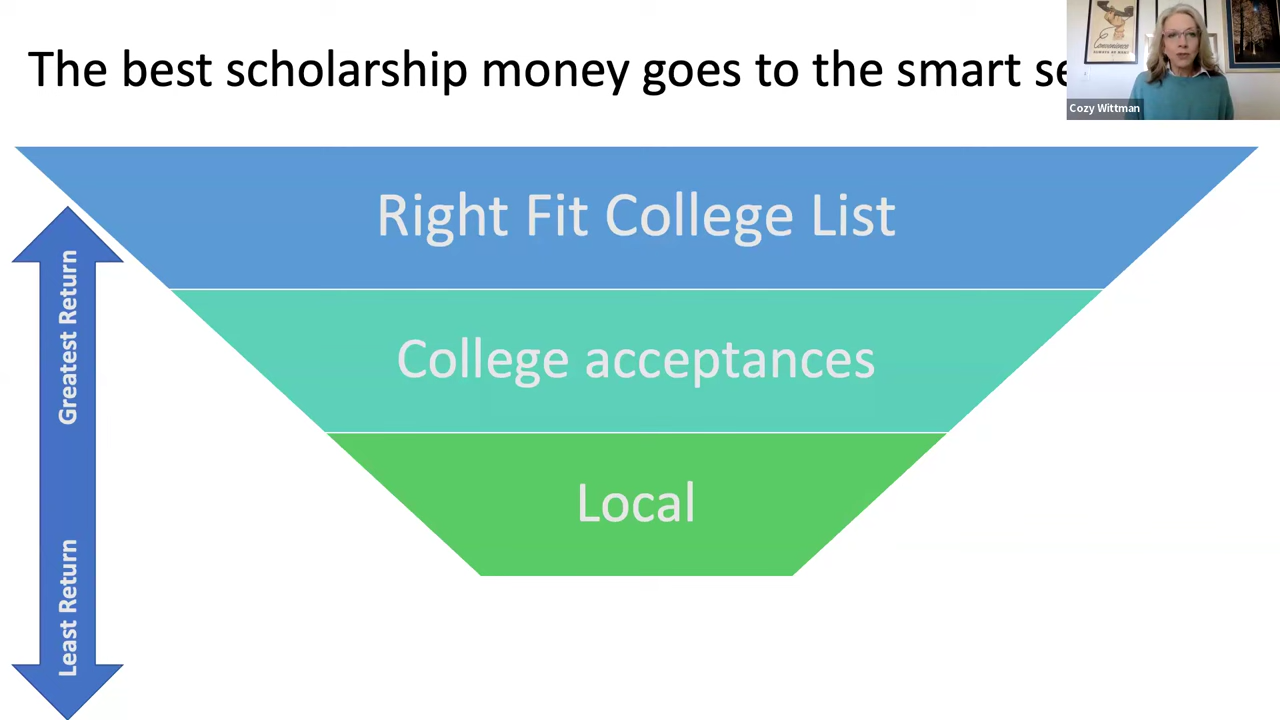 The best scholarship money goes to the smart
Cozy Wittman
Right Fit College List
College acceptances
Local
Greatest Return
Least Return